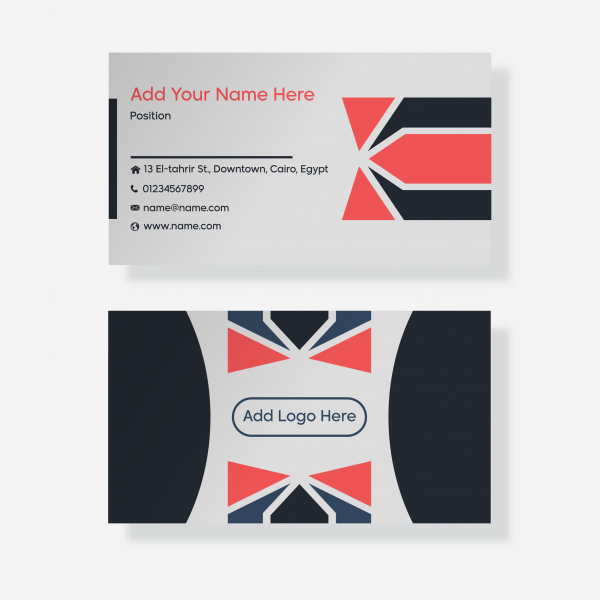 Add Your Name Here
Position
13 El-tahrir St., Downtown, Cairo, Egypt
01234567899
name@name.com
www.name.com
Add Logo Here